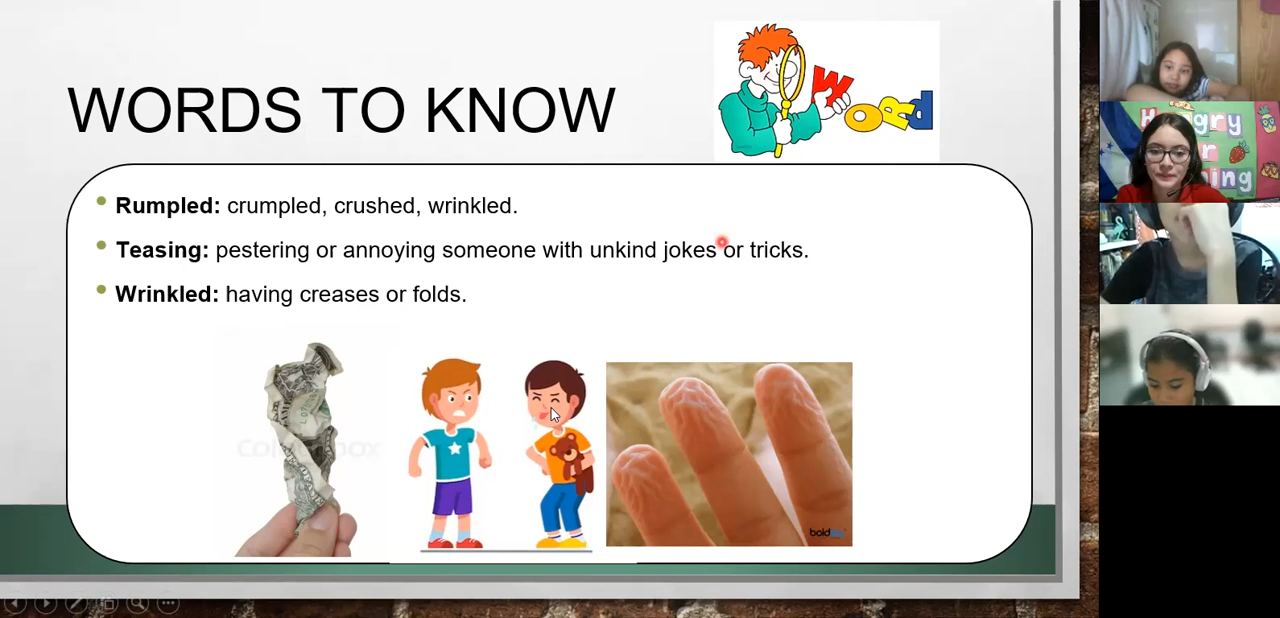 WORDS TO KNOW
WORD
Rumpled: crumpled, crushed, wrinkled.
Teasing: pestering or annoying someone with unkind jokes or tricks.
Wrinkled: having creases or folds.